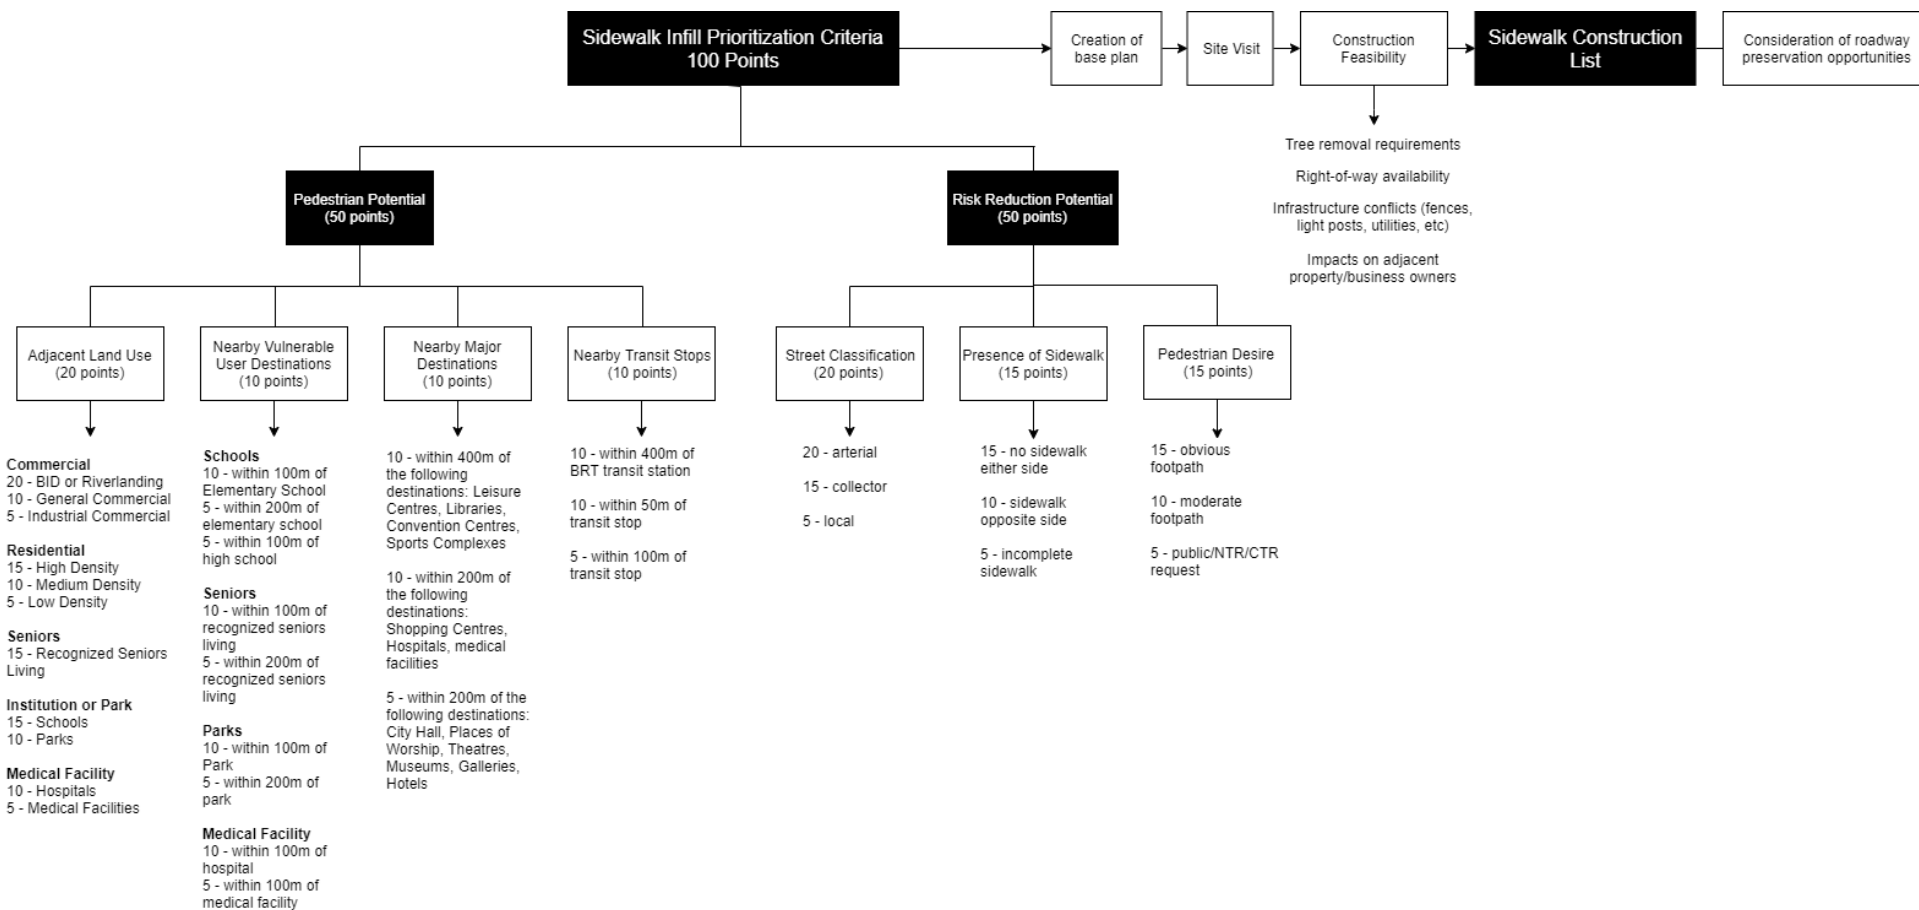 Sidewalk Infill Prioritization Criteria
100 Points
Creation of
base plan
Site Visit
Construction
Feasibility
Sidewalk Construction
List
Consideration of roadway
preservation opportunities
Tree removal requirements
Right-of-way availability
Infrastructure conflicts (fences,
light posts, utilities, etc)
Impacts on adjacent
property/business owners
Pedestrian Potential
(50 points)
Risk Reduction Potential
(50 points)
Adjacent Land Use
(20 points)
Nearby Vulnerable
User Destinations
(10 points)
Nearby Major
Destinations
(10 points)
Nearby Transit Stops
(10 points)
Street Classification
(20 points)
Presence of Sidewalk
(15 points)
Pedestrian Desire
(15 points)
Commercial
20 - BID or Riverlanding
10 - General Commercial
5 - Industrial Commercial
Residential
15 - High Density
10 - Medium Density
5 - Low Density
Seniors
15 - Recognized Seniors
Living
Institution or Park
15 - Schools
10 - Parks
Medical Facility
10 - Hospitals
5 - Medical Facilities
Schools
10 - within 100m of
Elementary School
5 - within 200m of
elementary school
5 - within 100m of
high school
Seniors
10 - within 100m of
recognized seniors
living
5 - within 200m of
recognized seniors
living
Parks
10 - within 100m of
Park
5 - within 200m of
park
Medical Facility
10 - within 100m of
hospital
5 - within 100m of
medical facility
10 - within 400m of
the following
destinations: Leisure
Centres, Libraries,
Convention Centres,
Sports Complexes
10 - within 200m of
the following
destinations:
Shopping Centres,
Hospitals, medical
facilities
5 - within 200m of the
following destinations:
City Hall, Places of
Worship, Theatres,
Museums, Galleries,
Hotels
10 - within 400m of
BRT transit station
10 - within 50m of
transit stop
5 - within 100m of
transit stop
20 - arterial
15 - collector
5 - local
15 - no sidewalk
either side
10 - sidewalk
opposite side
5 - incomplete
sidewalk
15 - obvious
footpath
10 - moderate
footpath
5 - public/NTR/CTR
request